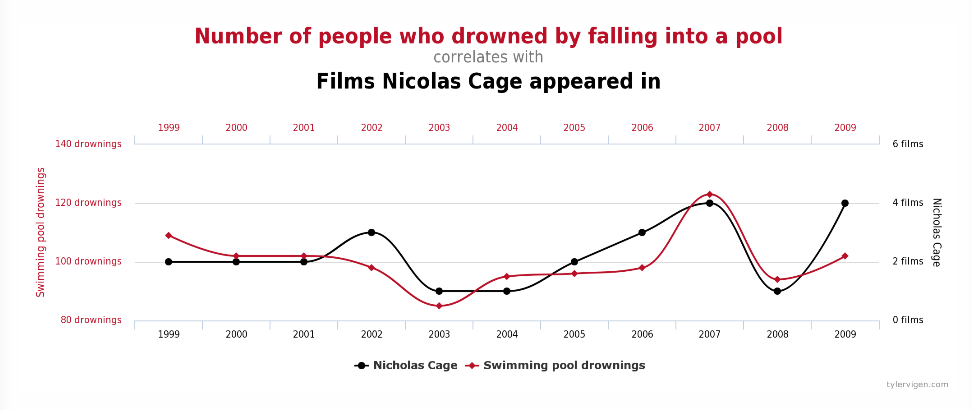 Number of people who drowned by falling into a pool
correlates with
Films Nicolas Cage appeared in
1999 2000 2001 2002 2003 2004 2005 2006 2007 2008 2009
140 drownings 6 films
120 drownings 4 films
100 drownings 2 films
80 drownings 0 films
Swimming pool drownings
Nicholas Cage
1999 2000 2001 2002 2003 2004 2005 2006 2007 2008 2009
Nicholas Cage Swimming pool drownings
tylervigen.com